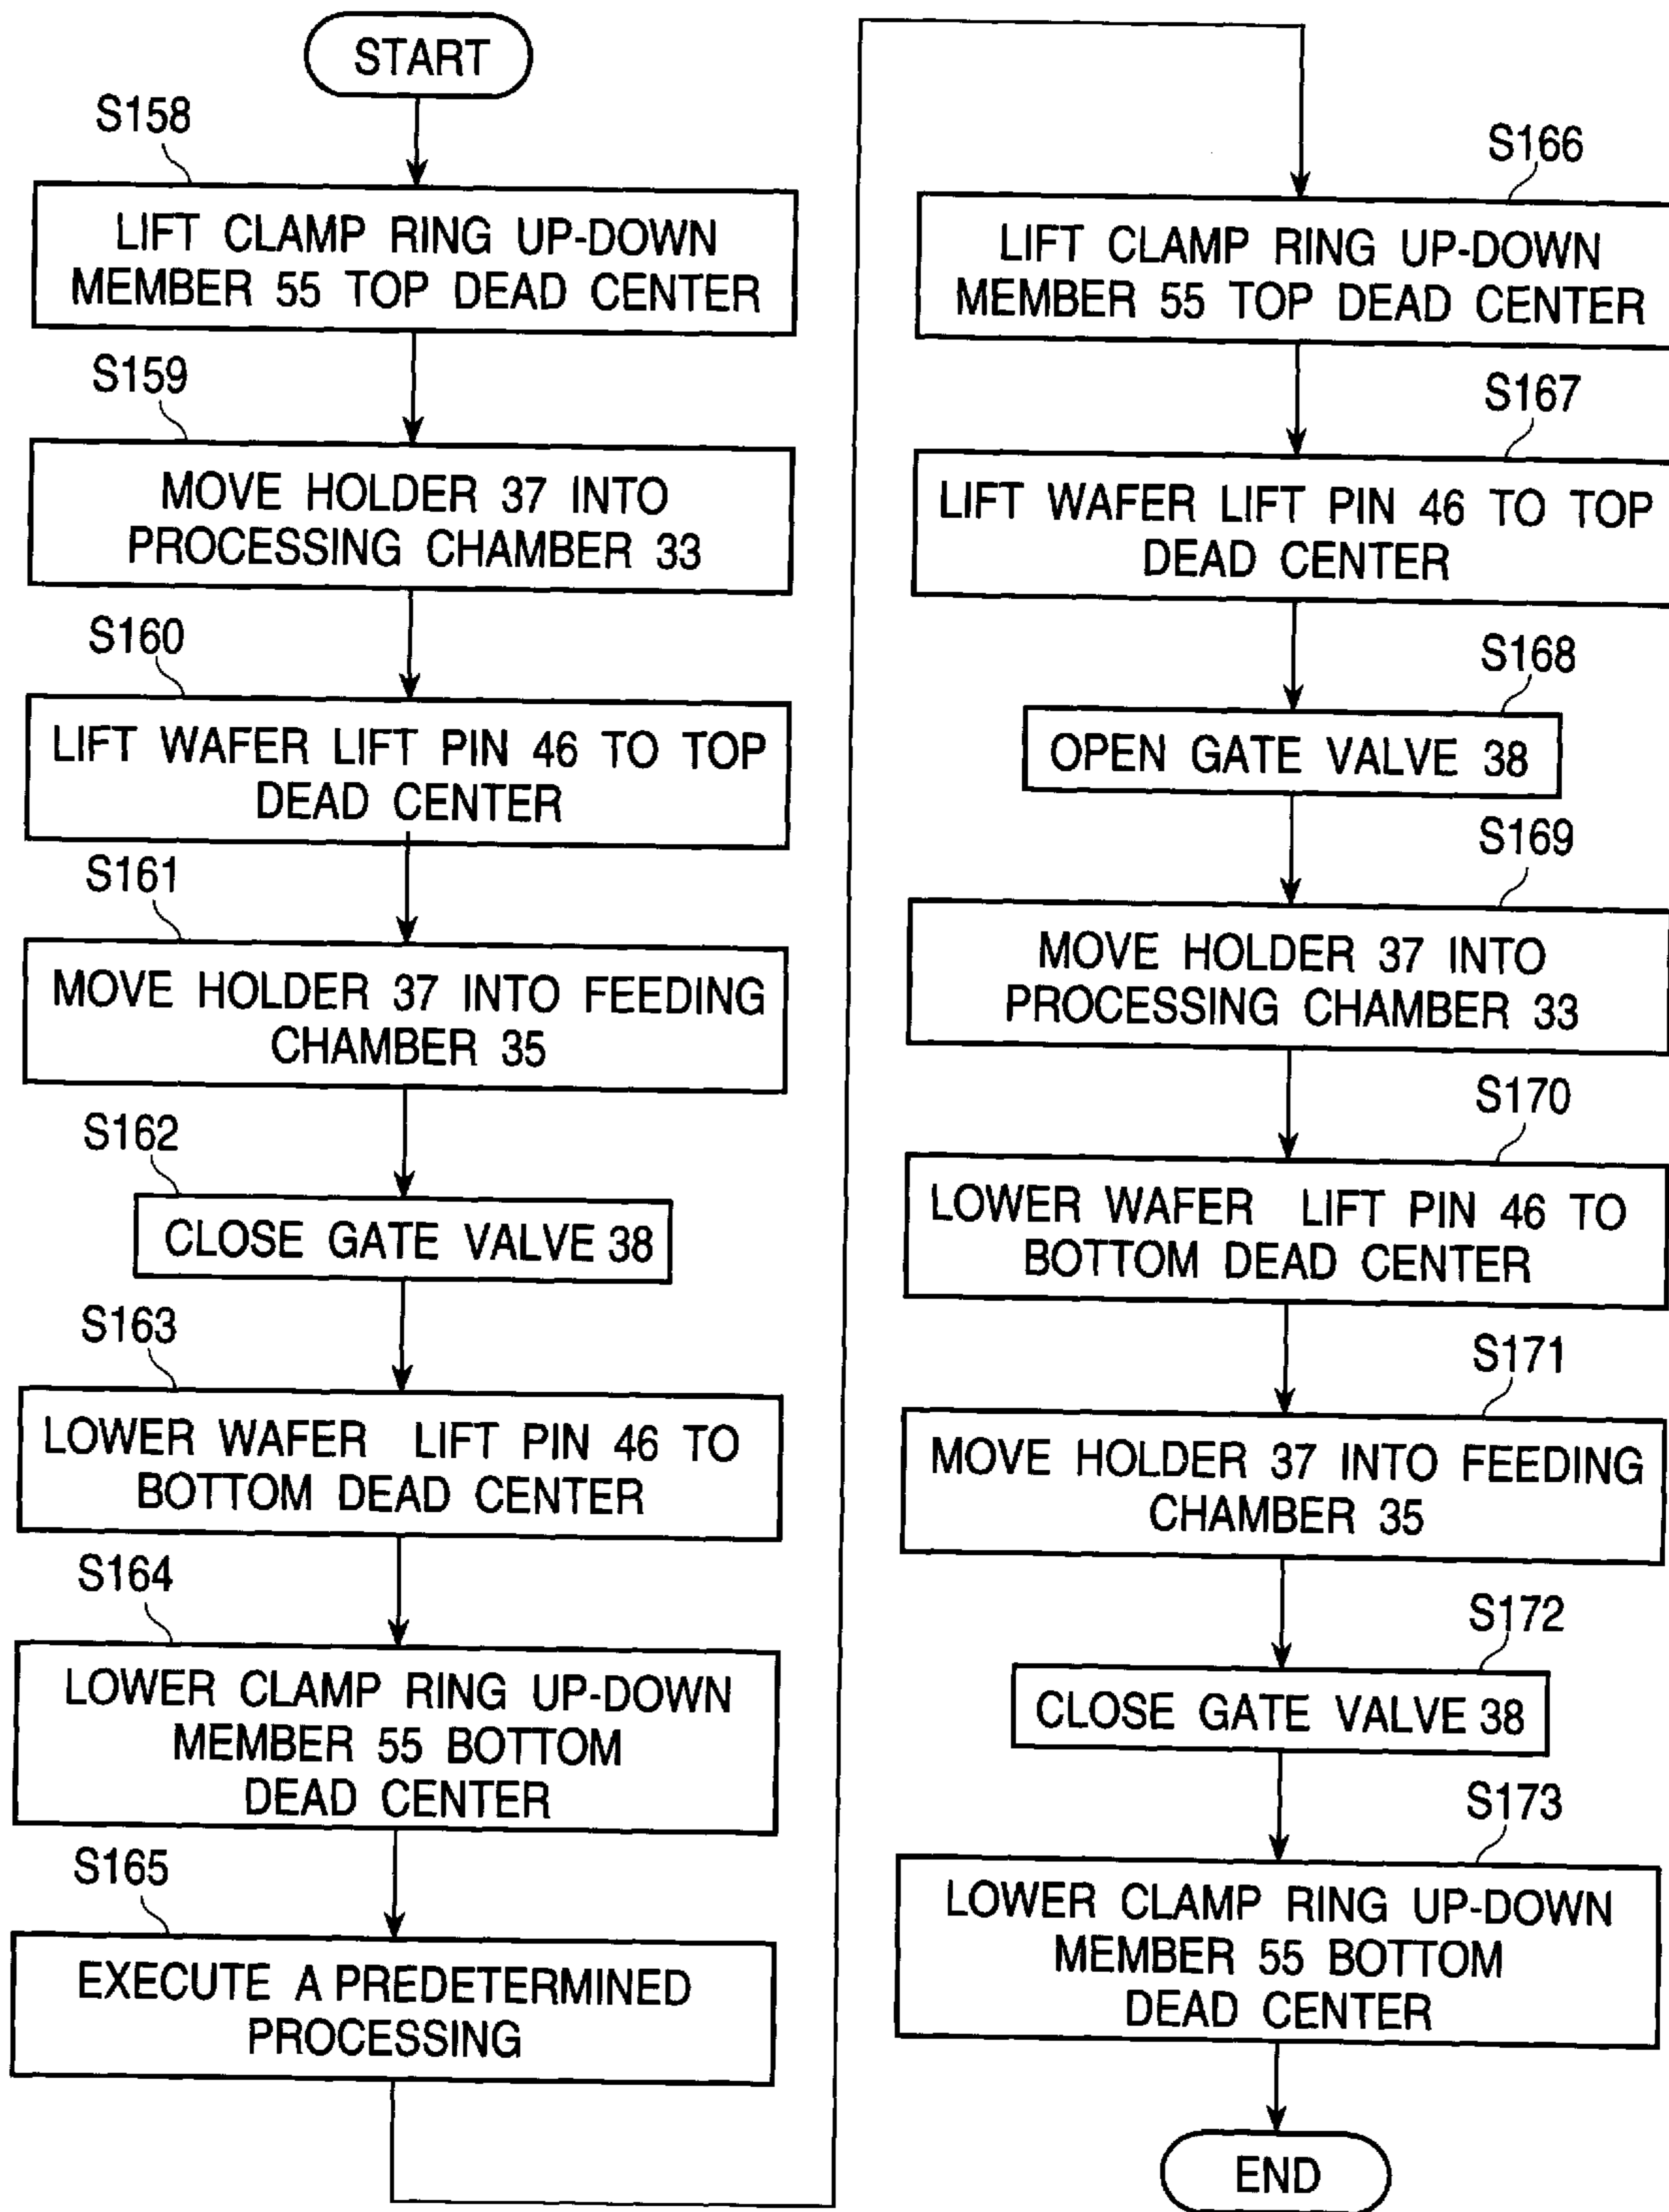 START
S158
LIFT CLAMP RING UP-DOWN
MEMBER 55 TOP DEAD CENTER
S159
MOVE HOLDER 37 INTO
PROCESSING CHAMBER 33
S160
LIFT WAFER LIFT PIN 46 TO TOP
DEAD CENTER
S161
MOVE HOLDER 37 INTO FEEDING
CHAMBER 35
S162
CLOSE GATE VALVE 38
S163
LOWER WAFER LIFT PIN 46 TO
BOTTOM DEAD CENTER
S164
LOWER CLAMP RING UP-DOWN
MEMBER 55 BOTTOM
DEAD CENTER
S165
EXECUTE A PREDETERMINED
PROCESSING
S166
LIFT CLAMP RING UP-DOWN
MEMBER 55 TOP DEAD CENTER
S167
LIFT WAFER LIFT PIN 46 TO TOP
DEAD CENTER
S168
OPEN GATE VALVE 38
S169
MOVE HOLDER 37 INTO
PROCESSING CHAMBER 33
S170
LOWER WAFER LIFT PIN 46 TO
BOTTOM DEAD CENTER
S171
MOVE HOLDER 37 INTO FEEDING
CHAMBER 35
S172
CLOSE GATE VALVE 38
S173
LOWER CLAMP RING UP-DOWN
MEMBER 55 BOTTOM
DEAD CENTER
END